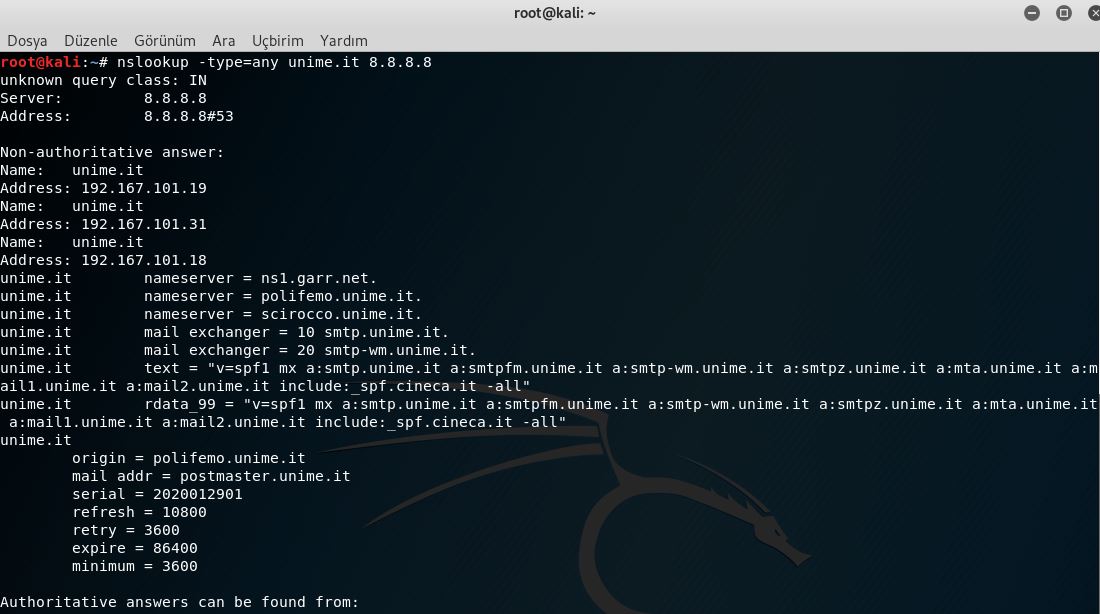 root@kali: ~
Dosya Düzenle Görünüm Ara Uçbirim Yardım
root@kali:~# nslookup -type=any unime.it 8.8.8.8
unknown query class: IN
Server:         8.8.8.8
Address:        8.8.8.8#53

Non-authoritative answer:
Name:   unime.it
Address: 192.167.101.19
Name:   unime.it
Address: 192.167.101.31
Name:   unime.it
Address: 192.167.101.18
unime.it        nameserver = ns1.garr.net.
unime.it        nameserver = polifemo.unime.it.
unime.it        nameserver = scirocco.unime.it.
unime.it        mail exchanger = 10 smtp.unime.it.
unime.it        mail exchanger = 20 smtp-wm.unime.it.
unime.it        text = "v=spf1 mx a:smtp.unime.it a:smtpfm.unime.it a:smtp-wm.unime.it a:smtpz.unime.it a:mta.unime.it a:m
ail1.unime.it a:mail2.unime.it include:_spf.cineca.it -all"
unime.it        rdata_99 = "v=spf1 mx a:smtp.unime.it a:smtpfm.unime.it a:smtp-wm.unime.it a:smtpz.unime.it a:mta.unime.it
 a:mail1.unime.it a:mail2.unime.it include:_spf.cineca.it -all"
unime.it
        origin = polifemo.unime.it
        mail addr = postmaster.unime.it
        serial = 2020012901
        refresh = 10800
        retry = 3600
        expire = 86400
        minimum = 3600

Authoritative answers can be found from: